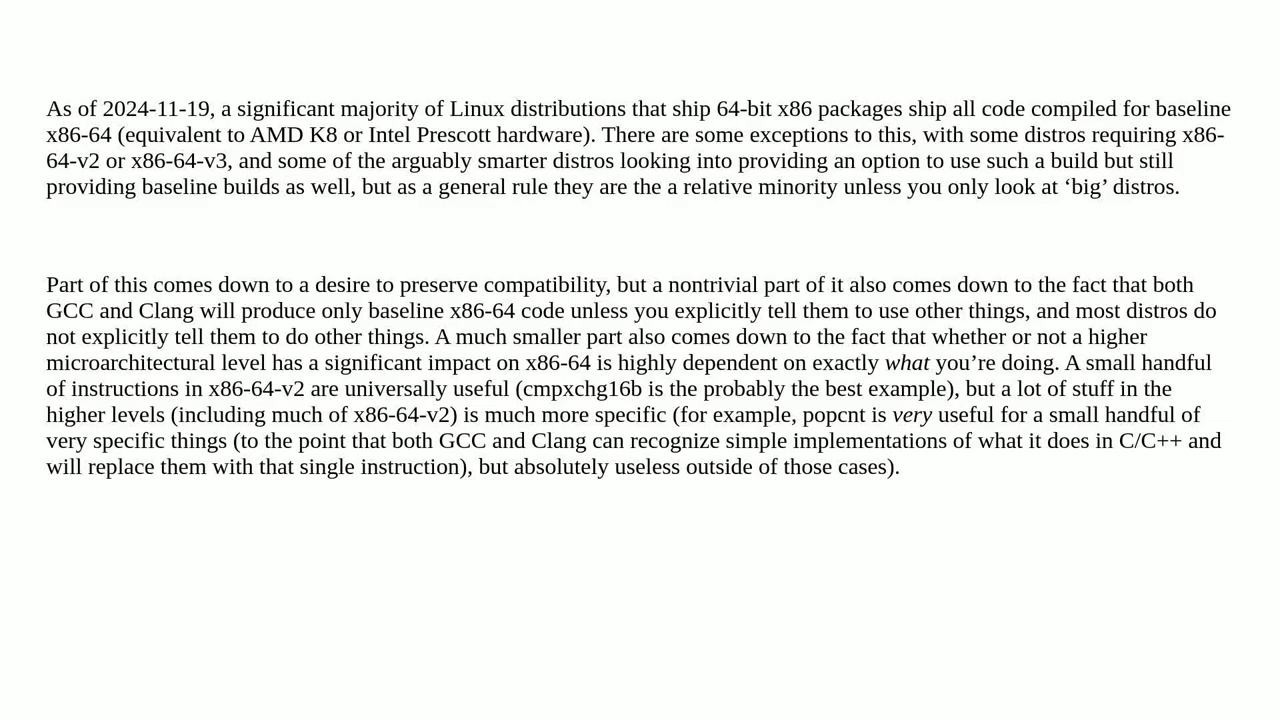 As of 2024-11-19, a significant majority of Linux distributions that ship 64-bit x86 packages ship all code compiled for baseline
x86-64 (equivalent to AMD K8 or Intel Prescott hardware). There are some exceptions to this, with some distros requiring x86-
64-v2 or x86-64-v3, and some of the arguably smarter distros looking into providing an option to use such a build but still
providing baseline builds as well, but as a general rule they are the a relative minority unless you only look at ‘big’ distros.
Part of this comes down to a desire to preserve compatibility, but a nontrivial part of it also comes down to the fact that both
GCC and Clang will produce only baseline x86-64 code unless you explicitly tell them to use other things, and most distros do
not explicitly tell them to do other things. A much smaller part also comes down to the fact that whether or not a higher
microarchitectural level has a significant impact on x86-64 is highly dependent on exactly what you’re doing. A small handful
of instructions in x86-64-v2 are universally useful (cmpxchg16b is the probably the best example), but a lot of stuff in the
higher levels (including much of x86-64-v2) is much more specific (for example, popcnt is very useful for a small handful of
very specific things (to the point that both GCC and Clang can recognize simple implementations of what it does in C/C++ and
will replace them with that single instruction), but absolutely useless outside of those cases).